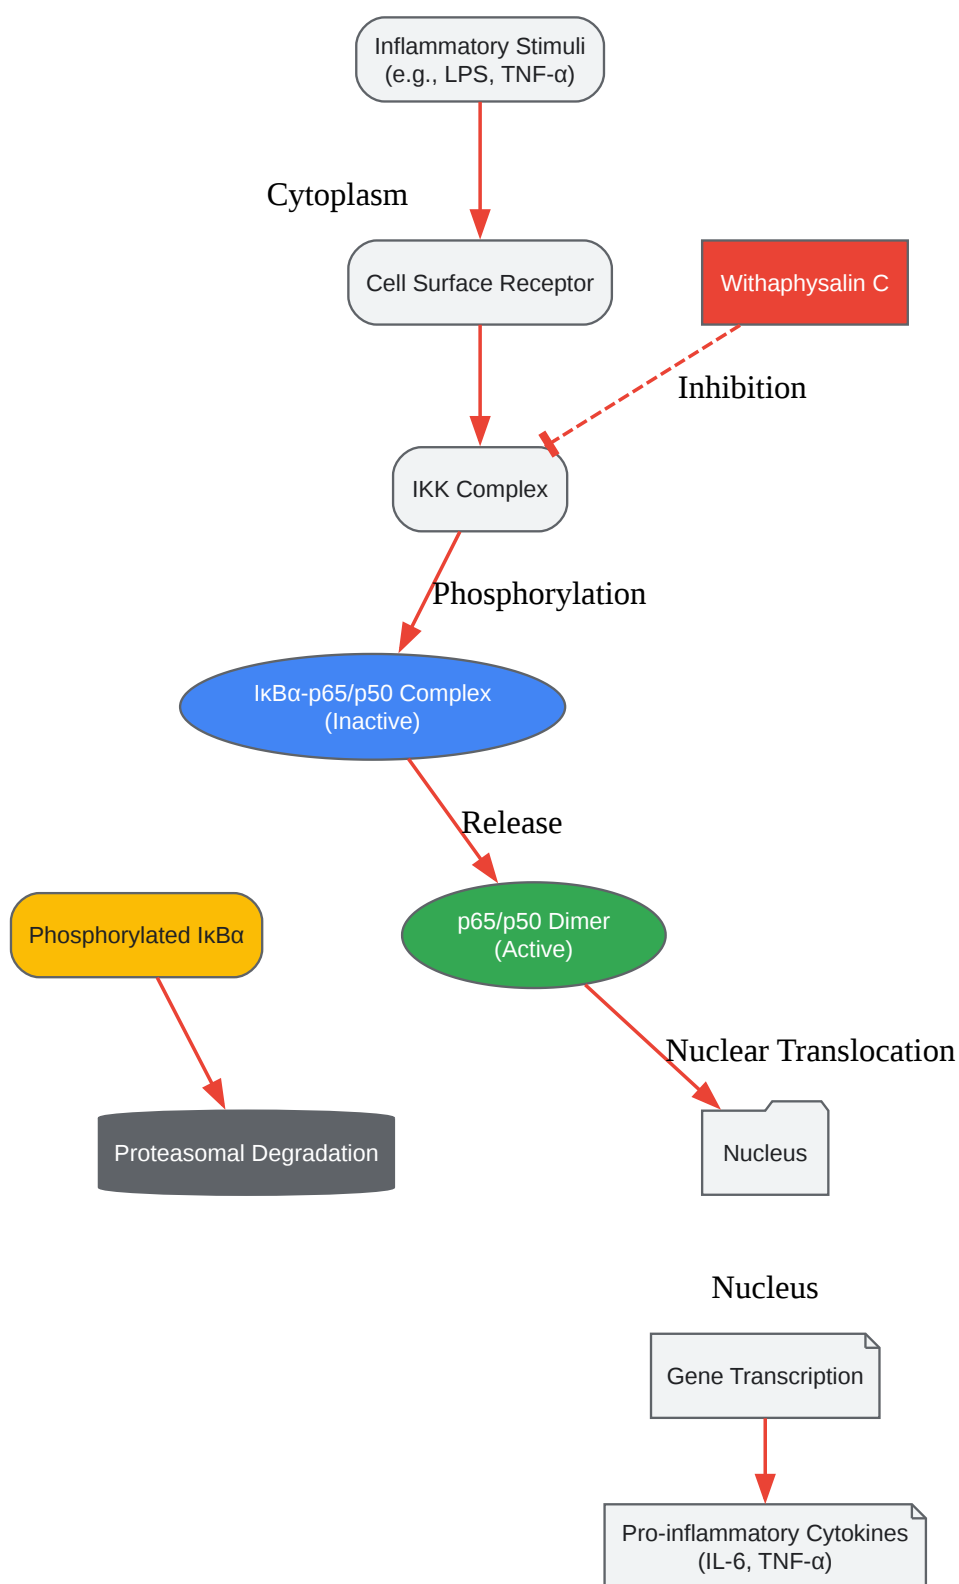 Inflammatory Stimuli
(e.g., LPS, TNF-α)
Cytoplasm
Cell Surface Receptor
Withaphysalin C
Inhibition
IKK Complex
Phosphorylation
IκBα-p65/p50 Complex
(Inactive)
Release
Phosphorylated IκBα
p65/p50 Dimer
(Active)
Nuclear Translocation
Proteasomal Degradation
Nucleus
Nucleus
Gene Transcription
Pro-inflammatory Cytokines
(IL-6, TNF-α)